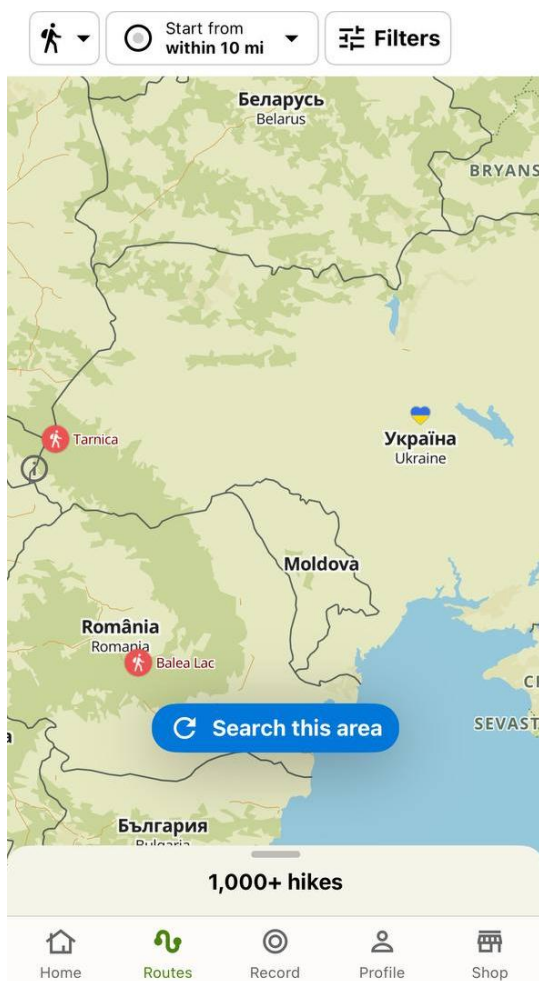 Start from
within 10 mi
Filters
Беларусь
Belarus
BRYANS
Tarnica
Україна
Ukraine
Moldova
România
Romania
Balea Lac
Search this area
SEVAST
България
Bulgaria
1,000+ hikes
Home
Routes
Record
Profile
Shop